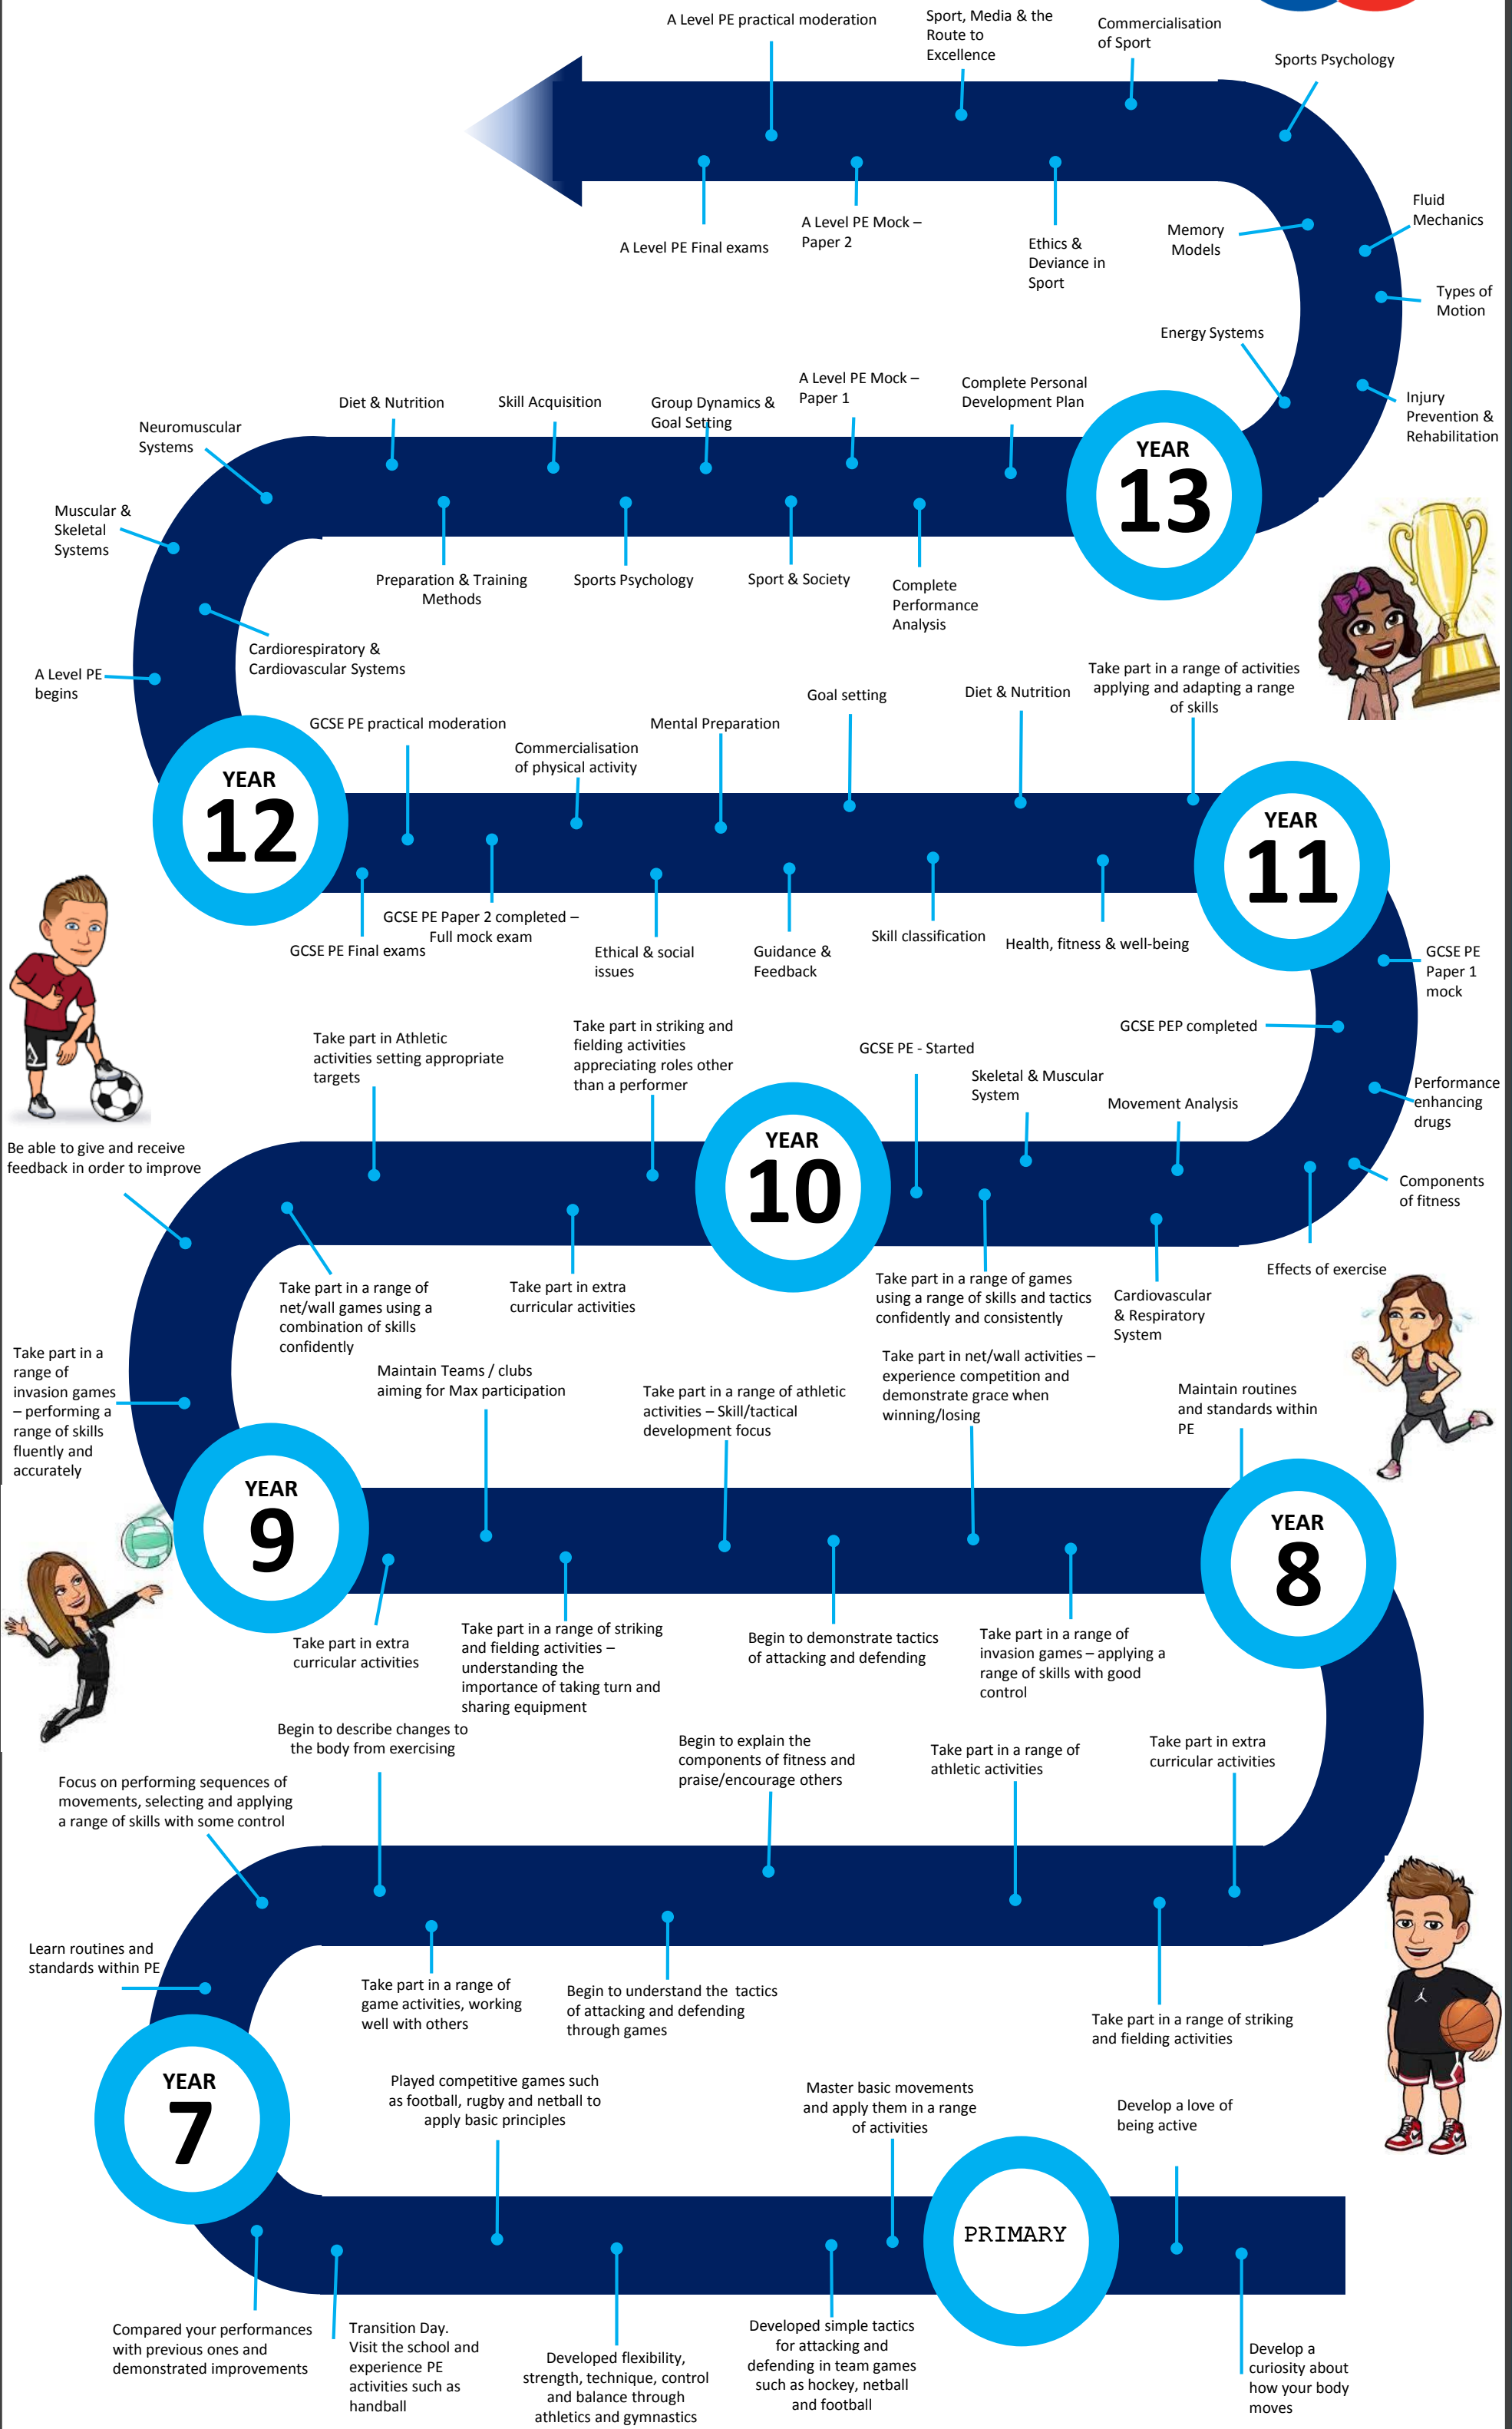 A Level PE practical moderation
Sport, Media & the
Route to
Excellence
Commercialisation
of Sport
Sports Psychology
A Level PE Final exams
A Level PE Mock –
Paper 2
Ethics &
Deviance in
Sport
Memory
Models
Fluid
Mechanics
Types of
Motion
Energy Systems
Injury
Prevention &
Rehabilitation
Neuromuscular
Systems
Diet & Nutrition
Skill Acquisition
Group Dynamics &
Goal Setting
A Level PE Mock –
Paper 1
Complete Personal
Development Plan
YEAR
13
Muscular &
Skeletal
Systems
Preparation & Training
Methods
Sports Psychology
Sport & Society
Complete
Performance
Analysis
Cardiorespiratory &
Cardiovascular Systems
A Level PE
begins
GCSE PE practical moderation
Commercialisation
of physical activity
Mental Preparation
Goal setting
Diet & Nutrition
Take part in a range of activities
applying and adapting a range
of skills
YEAR
12
YEAR
11
GCSE PE Final exams
GCSE PE Paper 2 completed –
Full mock exam
Ethical & social
issues
Guidance &
Feedback
Skill classification
Health, fitness & well-being
GCSE PE
Paper 1
mock
GCSE PEP completed
Performance
enhancing
drugs
Components
of fitness
Effects of exercise
Take part in Athletic
activities setting appropriate
targets
Take part in striking and
fielding activities
appreciating roles other
than a performer
GCSE PE - Started
Skeletal & Muscular
System
Movement Analysis
YEAR
10
Be able to give and receive
feedback in order to improve
Take part in a range of
net/wall games using a
combination of skills
confidently
Take part in extra
curricular activities
Take part in a range of games
using a range of skills and tactics
confidently and consistently
Cardiovascular
& Respiratory
System
Take part in a
range of
invasion games
– performing a
range of skills
fluently and
accurately
Maintain Teams / clubs
aiming for Max participation
Take part in a range of athletic
activities – Skill/tactical
development focus
Take part in net/wall activities –
experience competition and
demonstrate grace when
winning/losing
Maintain routines
and standards within
PE
YEAR
9
YEAR
8
Take part in extra
curricular activities
Take part in a range of striking
and fielding activities –
understanding the
importance of taking turn and
sharing equipment
Begin to demonstrate tactics
of attacking and defending
Take part in a range of
invasion games – applying a
range of skills with good
control
Focus on performing sequences of
movements, selecting and applying
a range of skills with some control
Begin to describe changes to
the body from exercising
Begin to explain the
components of fitness and
praise/encourage others
Take part in a range of
athletic activities
Take part in extra
curricular activities
Learn routines and
standards within PE
Take part in a range of
game activities, working
well with others
Begin to understand the tactics
of attacking and defending
through games
Take part in a range of striking
and fielding activities
YEAR
7
Played competitive games such
as football, rugby and netball to
apply basic principles
Master basic movements
and apply them in a range
of activities
Develop a love of
being active
PRIMARY
Compared your performances
with previous ones and
demonstrated improvements
Transition Day.
Visit the school and
experience PE
activities such as
handball
Developed flexibility,
strength, technique, control
and balance through
athletics and gymnastics
Developed simple tactics
for attacking and
defending in team games
such as hockey, netball
and football
Develop a
curiosity about
how your body
moves